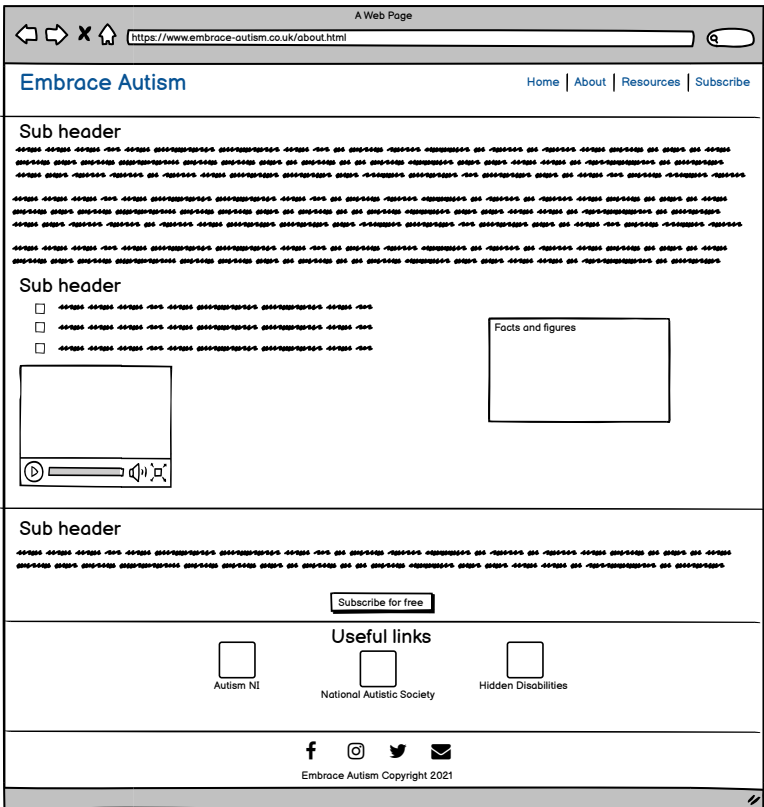 A Web Page
https://www.embrace-autism.co.uk/about.html
Embrace Autism
Home | About | Resources | Subscribe
Sub header
Sub header
Facts and figures
Sub header
Subscribe for free
Useful links
Autism NI
National Autistic Society
Hidden Disabilities
Embrace Autism Copyright 2021